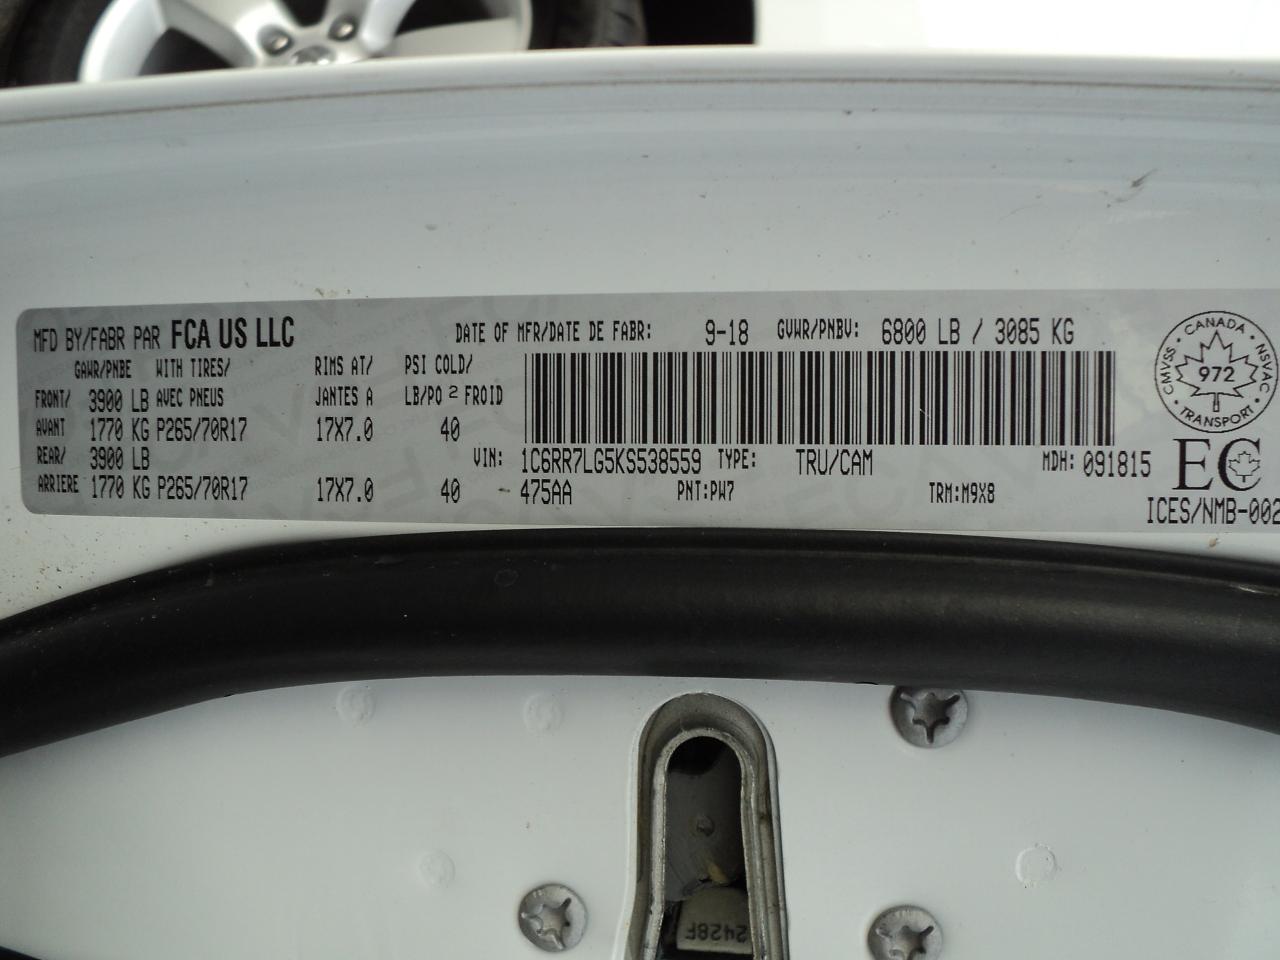 MFD BY/FABR PAR FCA US LLC DATE OF MFR/DATE DE FABR: 9-18 GVWR/PNBV: 6800 LB / 3085 KG
GAWR/PNBE WITH TIRES/ RIMS AT/ PSI COLD/
FRONT/ 3900 LB AVEC PNEUS JANTES A LB/PO 2 FROID
AVANT 1770 KG P265/70R17 17X7.0 40
REAR/ 3900 LB VIN: 1C6RR7LG5KS538559 TYPE: TRU/CAM MDH: 091815
ARRIERE 1770 KG P265/70R17 17X7.0 40 475AA PNT:PW7 TRM:M9X8
CANADA
CMVSS 972 NSVAC
TRANSPORT
EC
ICES/NMB-002
2428F